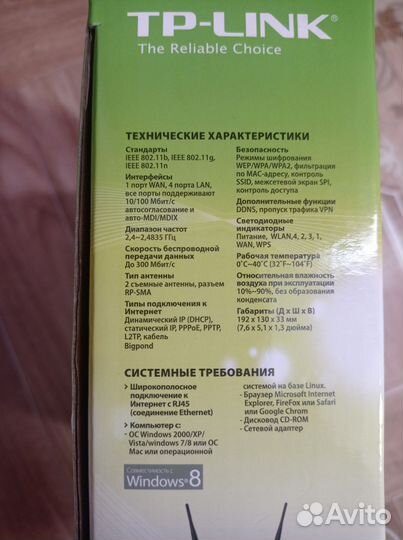 TP-LINK®
The Reliable Choice
ТЕХНИЧЕСКИЕ ХАРАКТЕРИСТИКИ
Стандарты
IEEE 802.11b, IEEE 802.11g,
IEEE 802.11n
Интерфейсы
1 порт WAN, 4 порта LAN,
все порты поддерживают
10/100 Мбит/с
автосогласование и
авто-MDI/MDIX
Диапазон частот
2,4~2,4835 ГГц
Скорость беспроводной
передачи данных
До 300 Мбит/с
Тип антенны
2 съемные антенны, разъем
RP-SMA
Типы подключения к
Интернет
Динамический IP (DHCP),
статический IP, PPPoE, PPTP,
L2TP, кабель
Bigpond
Безопасность
Режимы шифрования
WEP/WPA/WPA2, фильтрация
по MAC-адресу, контроль
SSID, межсетевой экран SPI,
контроль доступа
Дополнительные функции
DDNS, пропуск трафика VPN
Светодиодные
индикаторы
Питание, WLAN,4, 2, 3, 1,
WAN, WPS
Рабочая температура
0˚C~40˚C (32˚F~104˚F)
Относительная влажность
воздуха при эксплуатации
10%~90%, без образования
конденсата
Габариты (Д х Ш х В)
192 x 130 x 33 мм
(7,6 x 5,1 x 1,3 дюйма)
СИСТЕМНЫЕ ТРЕБОВАНИЯ
Широкополосное
подключение к
Интернет с RJ45
(соединение Ethernet)
Компьютер с:
- ОС Windows 2000/XP/
Vista/windows 7/8 или ОС
Mac или операционной
системой на базе Linux.
- Браузер Microsoft Internet
Explorer, FireFox или Safari
или Google Chrom
- Дисковод CD-ROM
- Сетевой адаптер
Совместимость с
Windows®8
Avito